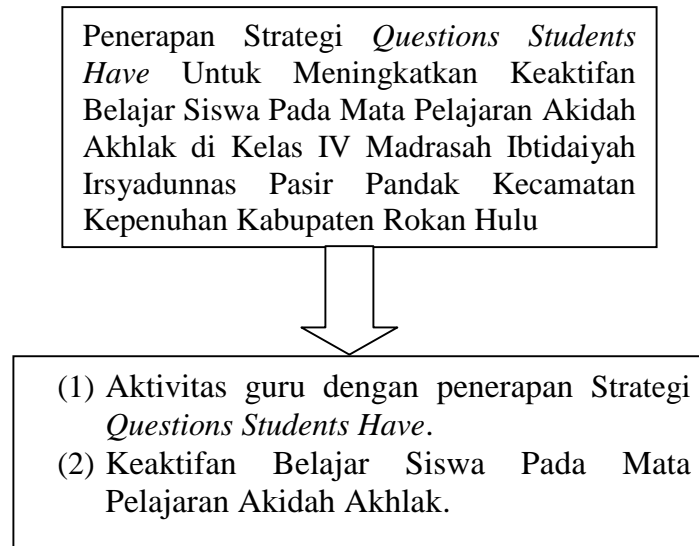 Penerapan Strategi Questions Students
Have Untuk Meningkatkan Keaktifan
Belajar Siswa Pada Mata Pelajaran Akidah
Akhlak di Kelas IV Madrasah Ibtidaiyah
Irsyadunnas Pasir Pandak Kecamatan
Kepenuhan Kabupaten Rokan Hulu
(1) Aktivitas guru dengan penerapan Strategi
Questions Students Have.
(2) Keaktifan Belajar Siswa Pada Mata
Pelajaran Akidah Akhlak.